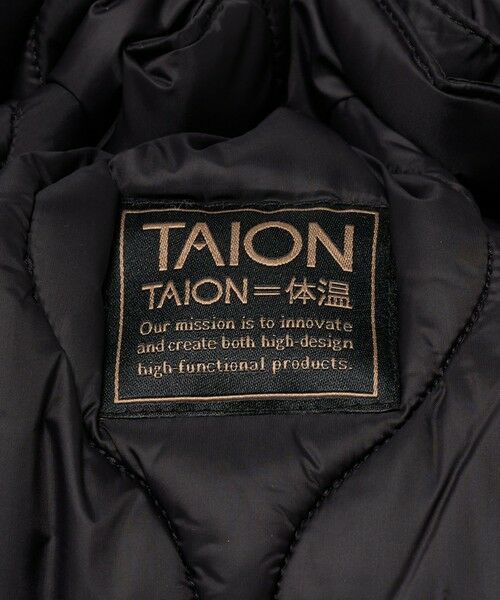 TAION
TAION=体温
Our mission is to innovate
and create both high-design
high-functional products.